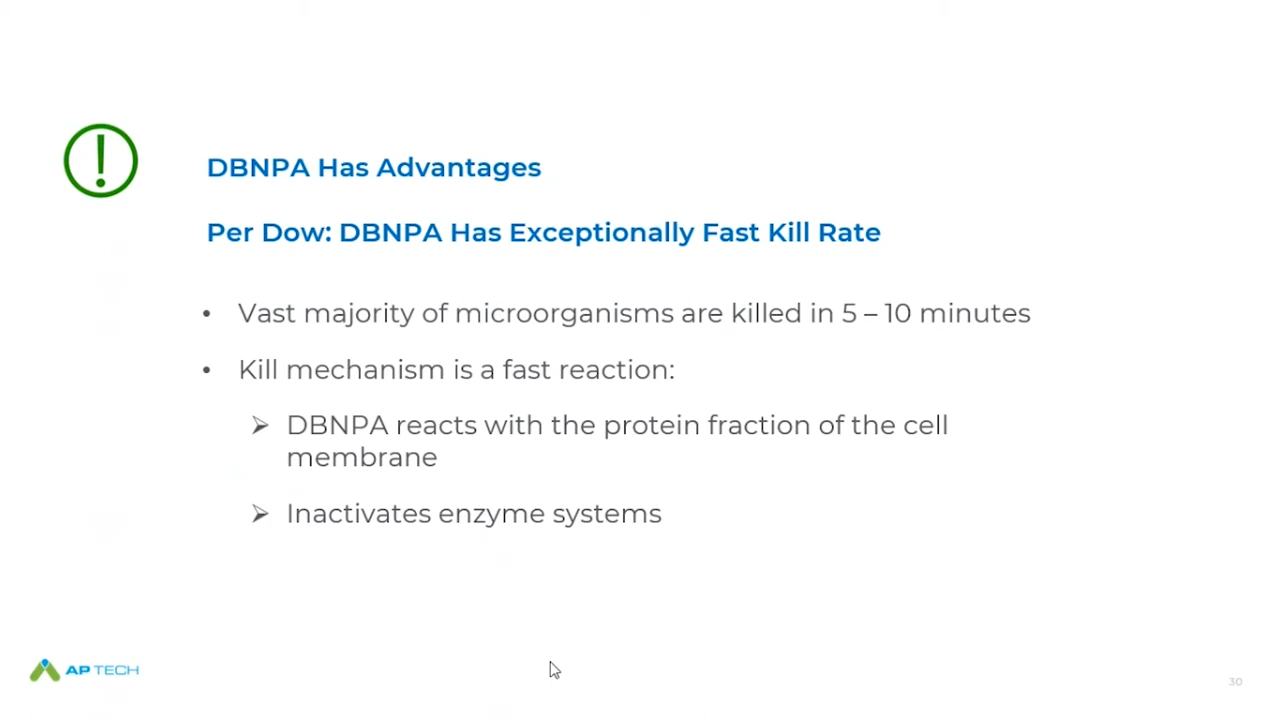 DBNPA Has Advantages
Per Dow: DBNPA Has Exceptionally Fast Kill Rate
• Vast majority of microorganisms are killed in 5 – 10 minutes
• Kill mechanism is a fast reaction:
➢ DBNPA reacts with the protein fraction of the cell
membrane
➢ Inactivates enzyme systems
AP TECH
30